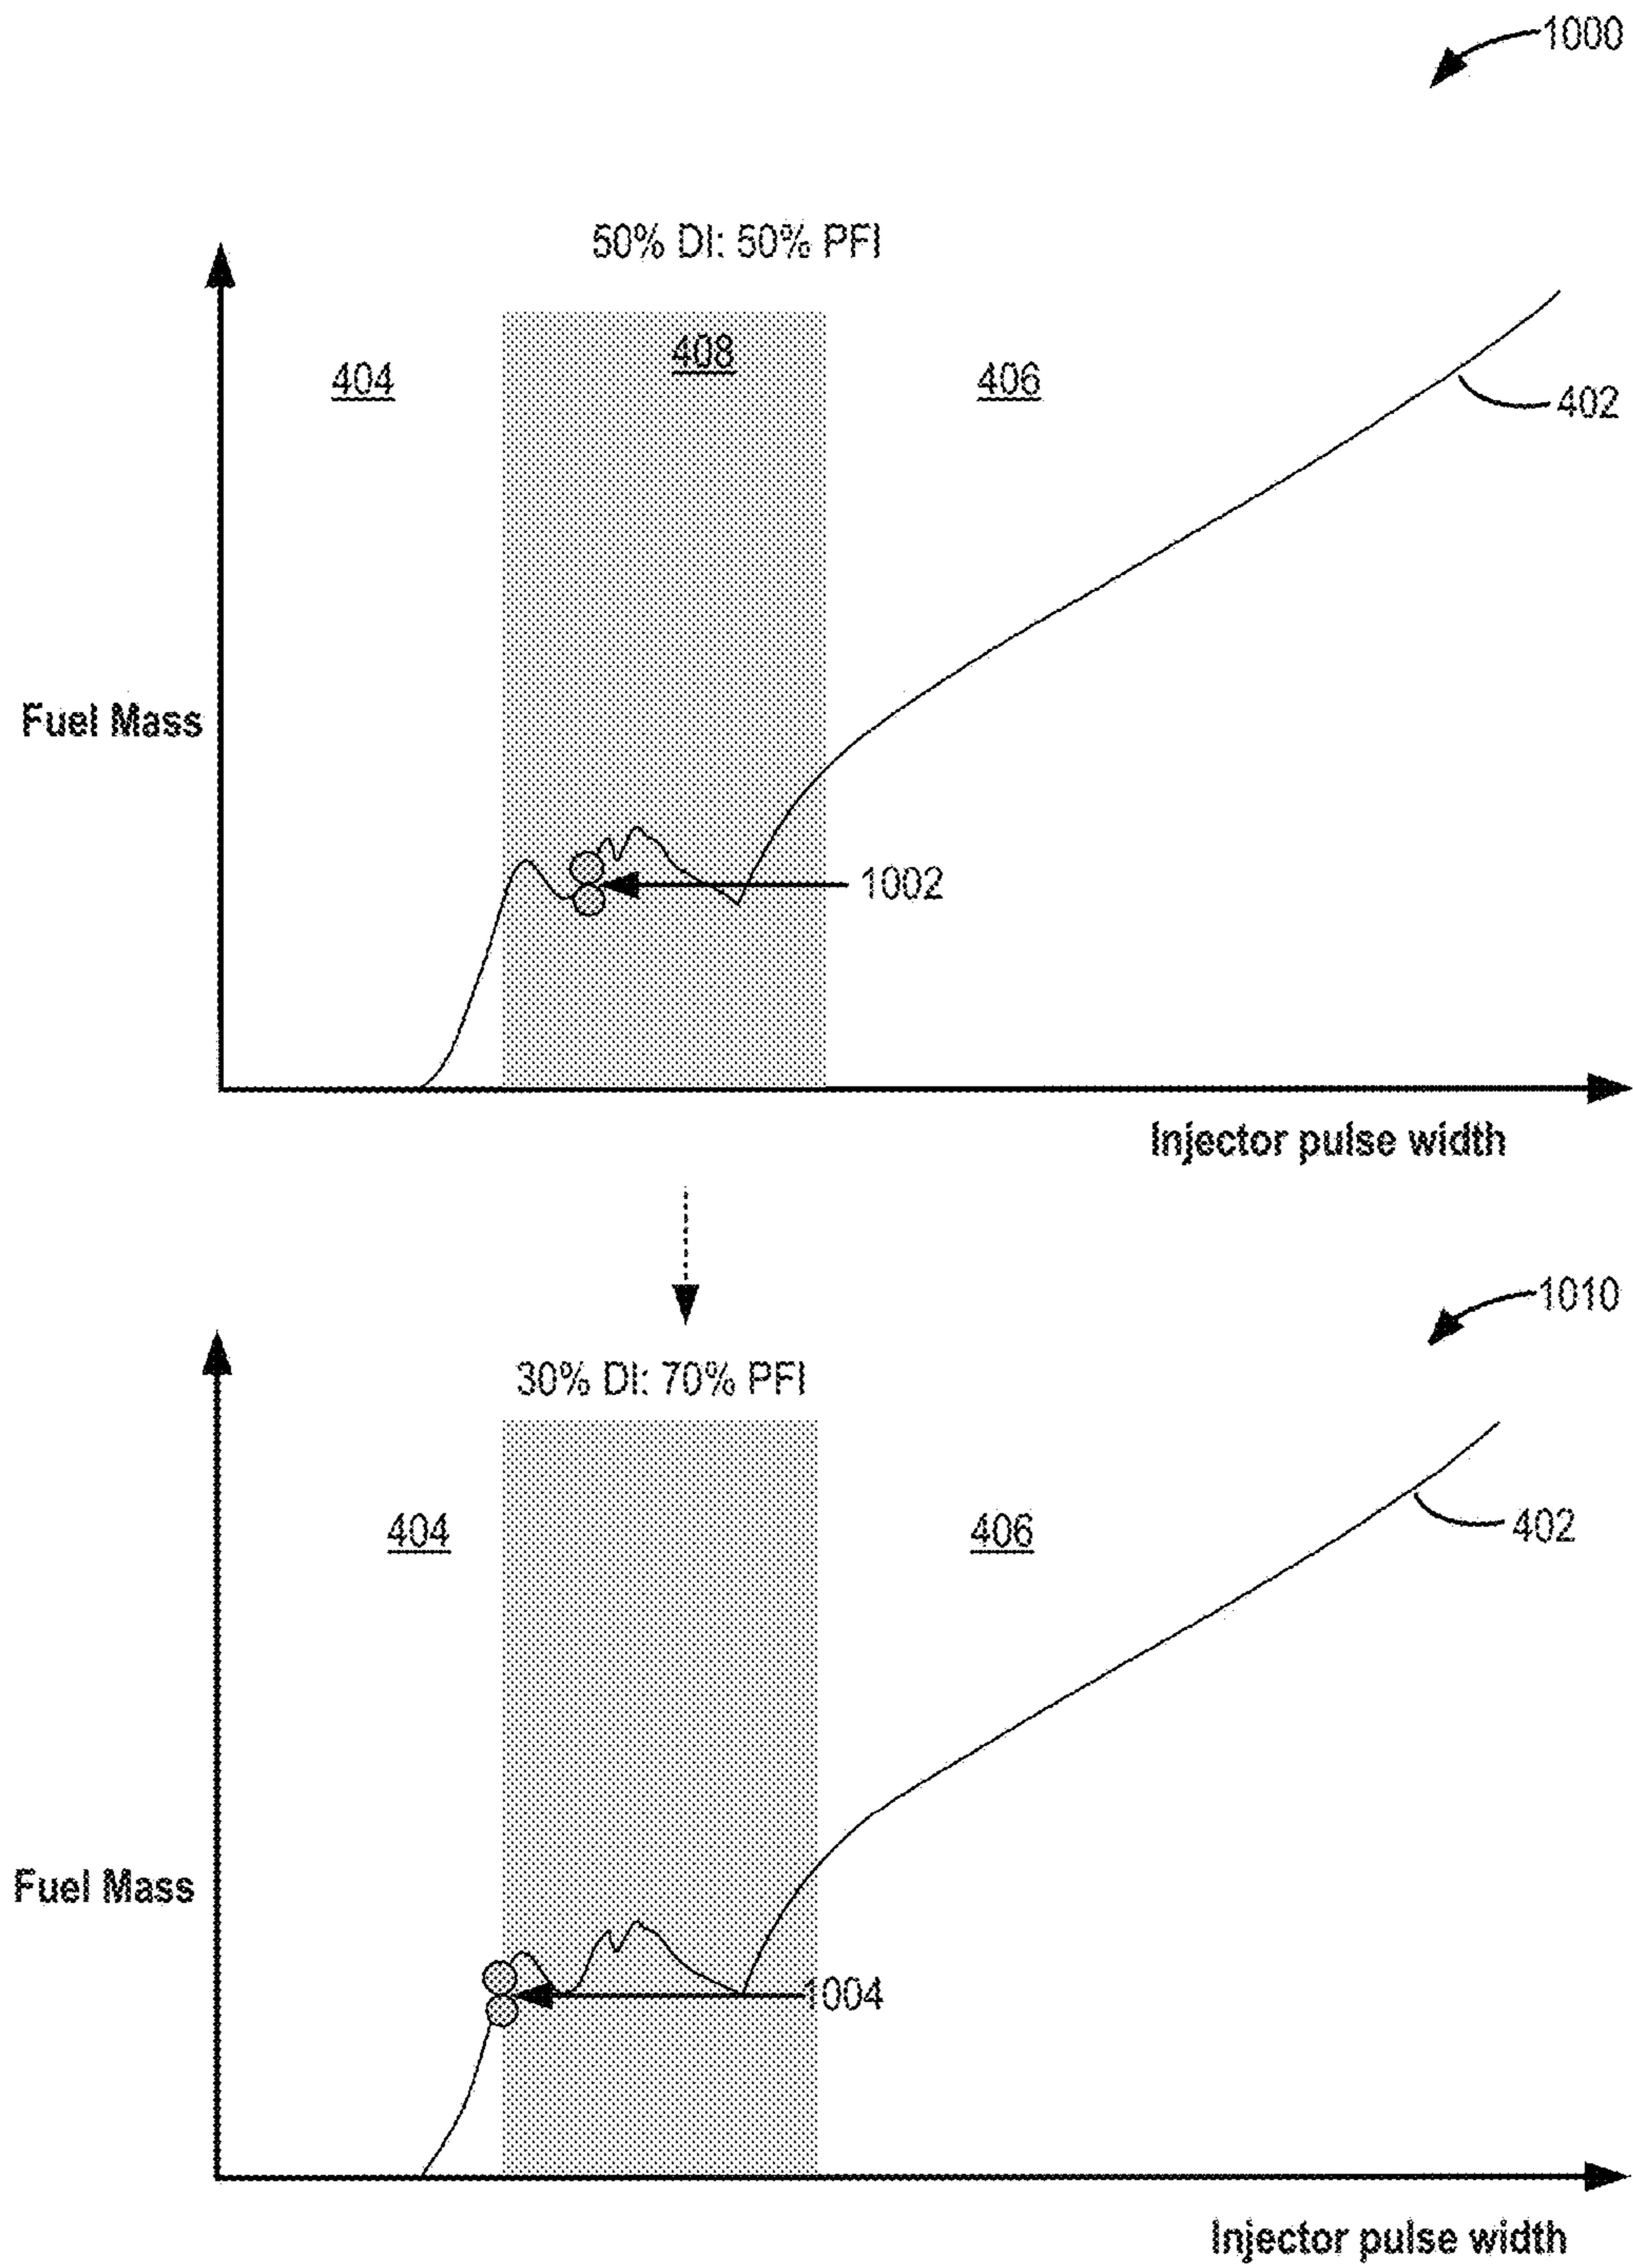 1000
50% DI: 50% PFI
408
404
406
402
Fuel Mass
1002
Injector pulse width
1010
30% DI: 70% PFI
404
406
402
Fuel Mass
1004
Injector pulse width